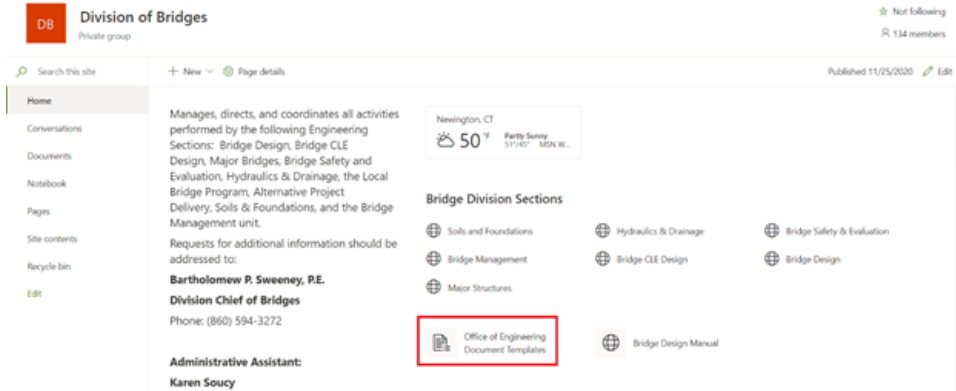 DB
Division of Bridges
Private group
Not following
134 members
Search this site
New
Page details
Published 11/25/2020
Edit
Home
Conversations
Documents
Notebook
Pages
Site contents
Recycle bin
Edit
Manages, directs, and coordinates all activities
performed by the following Engineering
Sections: Bridge Design, Bridge CLE
Design, Major Bridges, Bridge Safety and
Evaluation, Hydraulics & Drainage, the Local
Bridge Program, Alternative Project
Delivery, Soils & Foundations, and the Bridge
Management unit.
Requests for additional information should be
addressed to:
Bartholomew P. Sweeney, P.E.
Division Chief of Bridges
Phone: (860) 594-3272
Administrative Assistant:
Karen Soucy
Newington, CT
50 °F
Partly Sunny
51°/45° MSN W...
Bridge Division Sections
Soils and Foundations
Hydraulics & Drainage
Bridge Safety & Evaluation
Bridge Management
Bridge CLE Design
Bridge Design
Major Structures
Office of Engineering
Document Templates
Bridge Design Manual